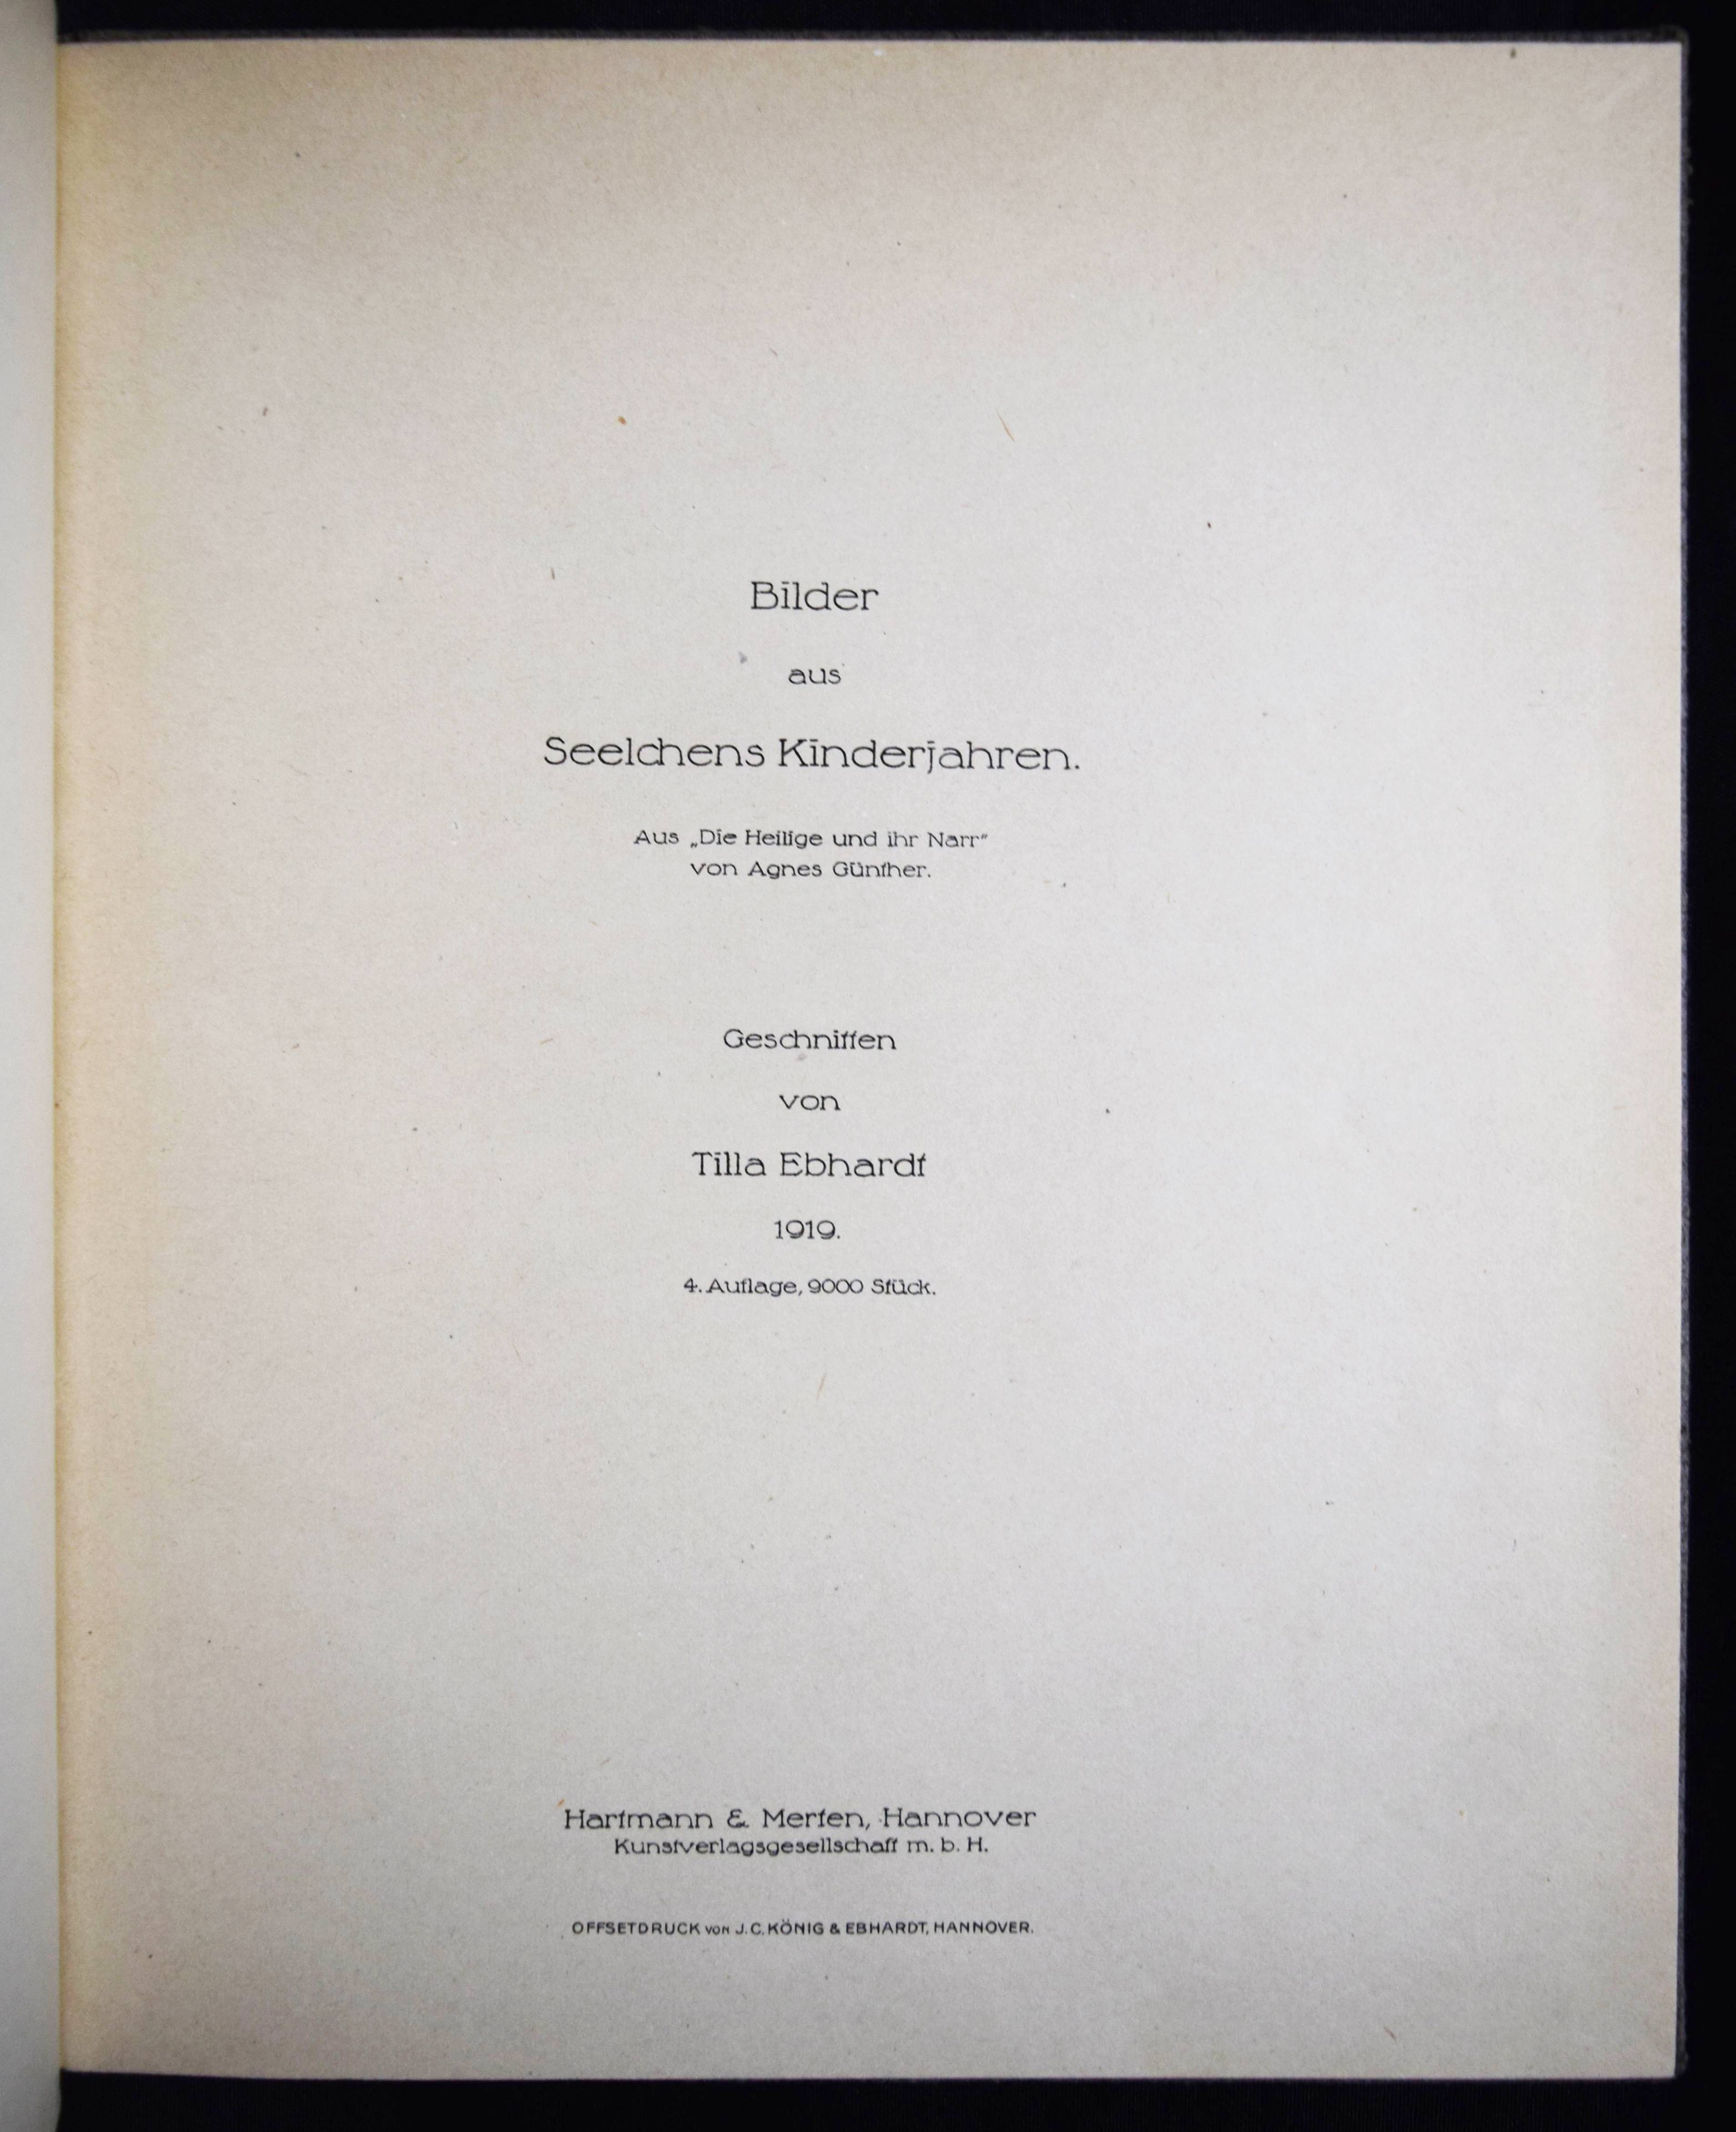 Bilder
aus
Seelchens Kinderjahren.
Aus „Die Heilige und ihr Narr“
von Agnes Günther.
Geschnitten
von
Tilla Ebhardt
1919.
4. Auflage, 9000 Stück.
Hartmann & Merten, Hannover
Kunstverlagsgesellschaft m. b. H.
OFFSETDRUCK von J. C. KÖNIG & EBHARDT, HANNOVER.